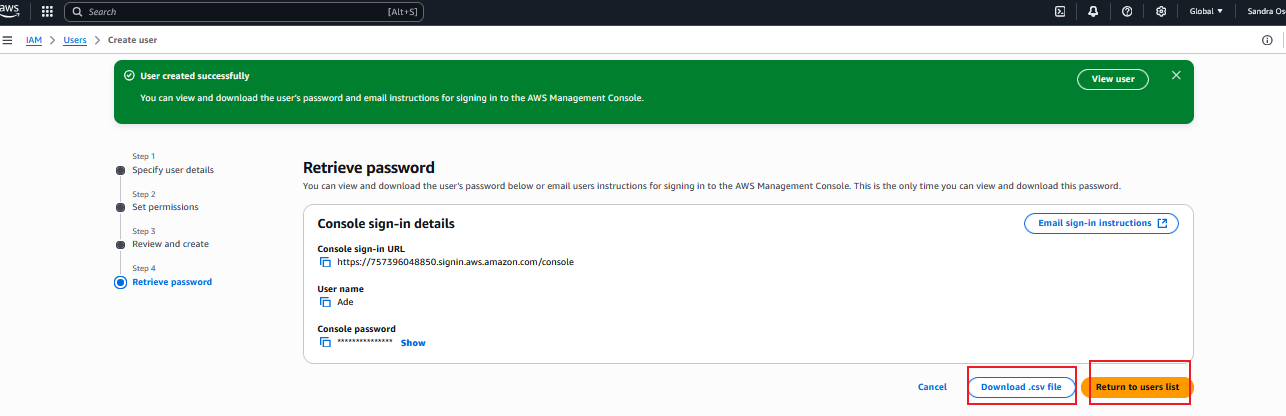 aws
Search
[Alt+S]
Global
Sandra Os
IAM > Users > Create user
User created successfully
View user
You can view and download the user's password and email instructions for signing in to the AWS Management Console.
Step 1
Specify user details
Step 2
Set permissions
Step 3
Review and create
Step 4
Retrieve password
Retrieve password
You can view and download the user's password below or email users instructions for signing in to the AWS Management Console. This is the only time you can view and download this password.
Console sign-in details
Email sign-in instructions
Console sign-in URL
https://757396048850.signin.aws.amazon.com/console
User name
Ade
Console password
*************** Show
Cancel
Download .csv file
Return to users list